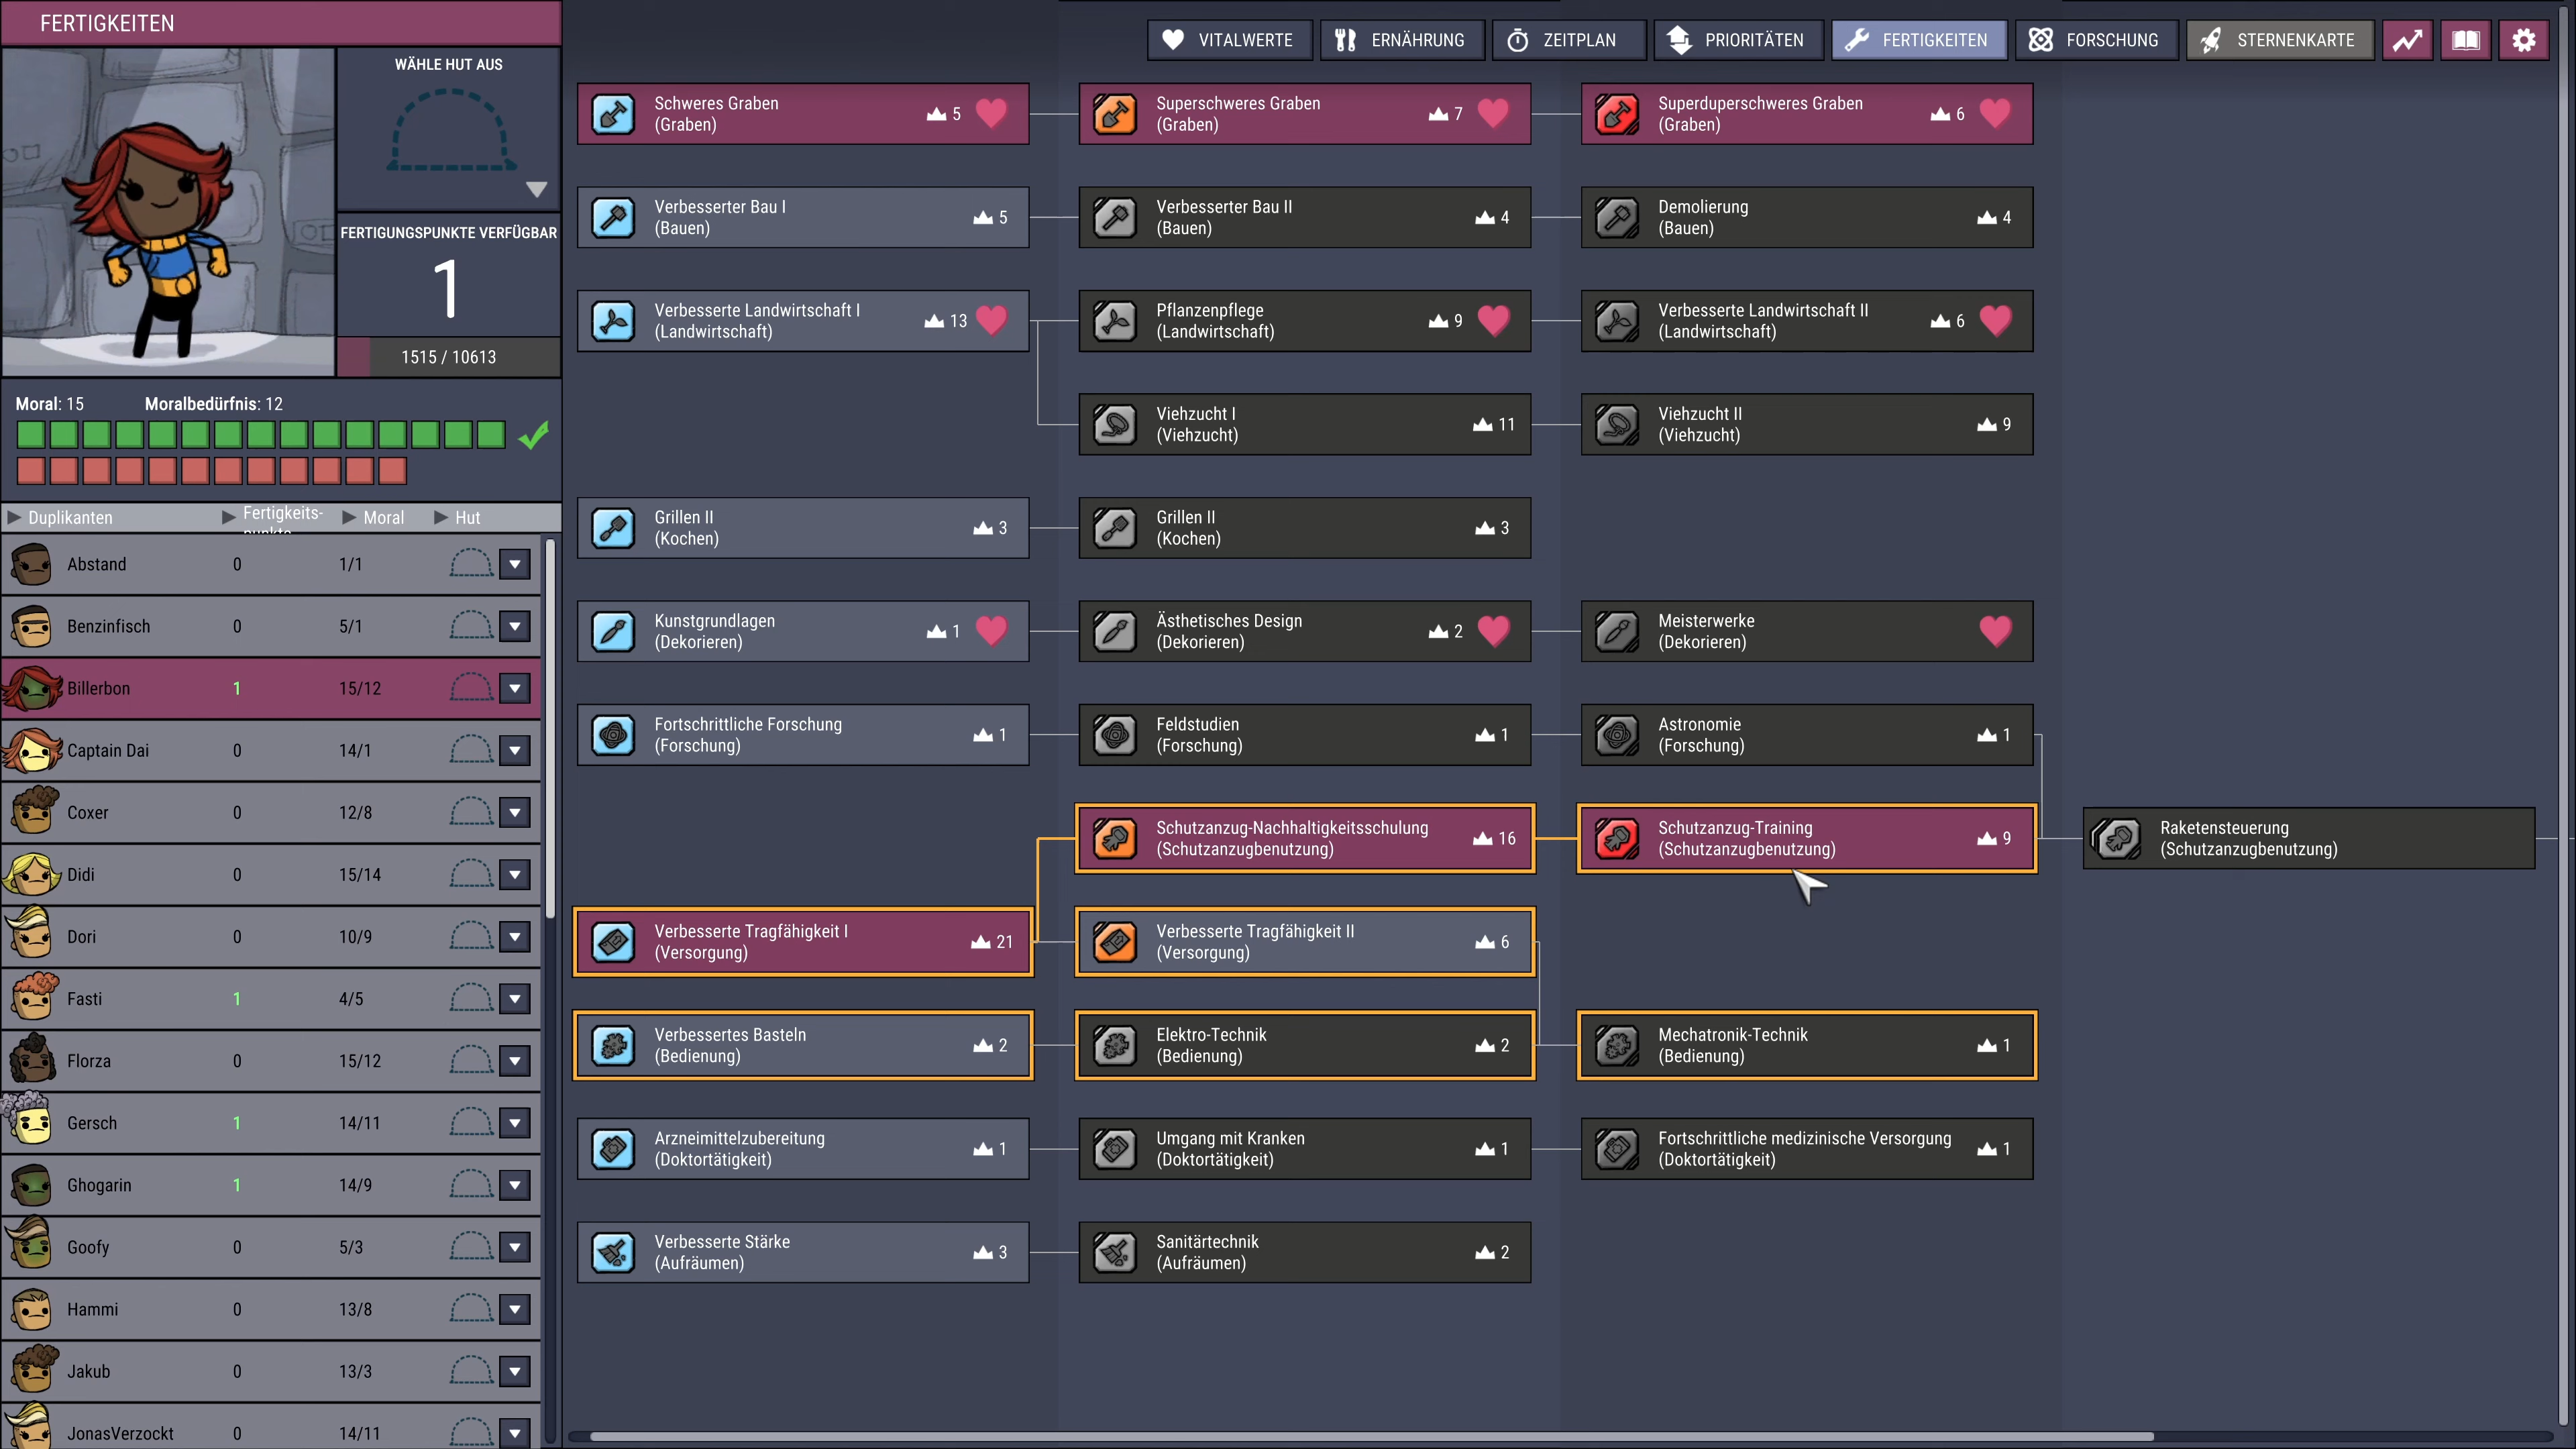 FERTIGKEITEN
VITALWERTE
ERNÄHRUNG
ZEITPLAN
PRIORITÄTEN
FERTIGKEITEN
FORSCHUNG
STERNENKARTE
WÄHLE HUT AUS
FERTIGUNGSPUNKTE VERFÜGBAR
1
1515 / 10613
Moral: 15 Moralbedürfnis: 12
Duplikanten Fertigkeits-punkte Moral Hut
Abstand 0 1/1
Benzinfisch 0 5/1
Billerbon 1 15/12
Captain Dai 0 14/1
Coxer 0 12/8
Didi 0 15/14
Dori 0 10/9
Fasti 1 4/5
Florza 0 15/12
Gersch 1 14/11
Ghogarin 1 14/9
Goofy 0 5/3
Hammi 0 13/8
Jakub 0 13/3
JonasVerzockt 0 14/11
Schweres Graben 5
(Graben)
Superschweres Graben 7
(Graben)
Superduperschweres Graben 6
(Graben)
Verbesserter Bau I 5
(Bauen)
Verbesserter Bau II 4
(Bauen)
Demolierung 4
(Bauen)
Verbesserte Landwirtschaft I 13
(Landwirtschaft)
Pflanzenpflege 9
(Landwirtschaft)
Verbesserte Landwirtschaft II 6
(Landwirtschaft)
Viehzucht I 11
(Viehzucht)
Viehzucht II 9
(Viehzucht)
Grillen II 3
(Kochen)
Grillen II 3
(Kochen)
Kunstgrundlagen 1
(Dekorieren)
Ästhetisches Design 2
(Dekorieren)
Meisterwerke
(Dekorieren)
Fortschrittliche Forschung 1
(Forschung)
Feldstudien 1
(Forschung)
Astronomie 1
(Forschung)
Schutzanzug-Nachhaltigkeitsschulung 16
(Schutzanzugbenutzung)
Schutzanzug-Training 9
(Schutzanzugbenutzung)
Raketensteuerung
(Schutzanzugbenutzung)
Verbesserte Tragfähigkeit I 21
(Versorgung)
Verbesserte Tragfähigkeit II 6
(Versorgung)
Verbessertes Basteln 2
(Bedienung)
Elektro-Technik 2
(Bedienung)
Mechatronik-Technik 1
(Bedienung)
Arzneimittelzubereitung 1
(Doktortätigkeit)
Umgang mit Kranken 1
(Doktortätigkeit)
Fortschrittliche medizinische Versorgung 1
(Doktortätigkeit)
Verbesserte Stärke 3
(Aufräumen)
Sanitärtechnik 2
(Aufräumen)